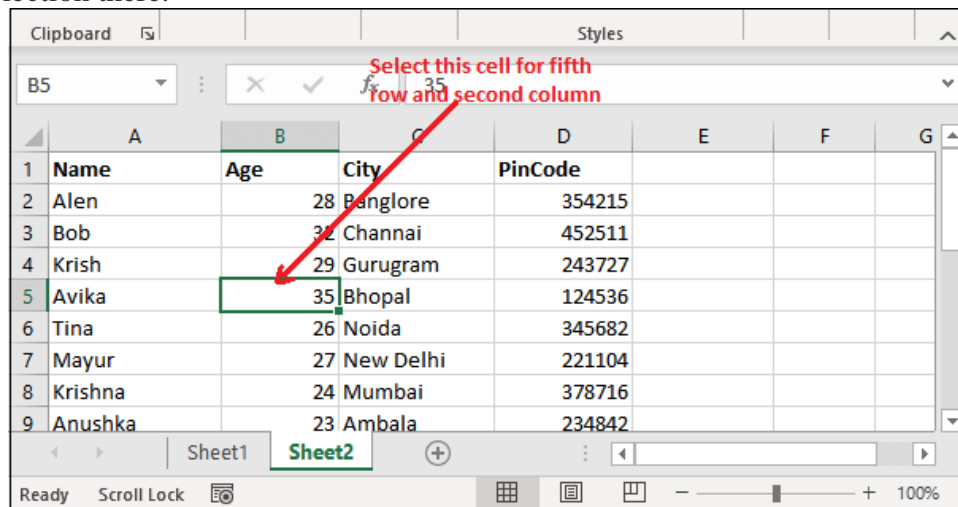 Clipboard Styles
Select this cell for fifth
B5 fx 35
row and second column
A B C D E F G
1 Name Age City PinCode
2 Alen 28 Banglore 354215
3 Bob 32 Channai 452511
4 Krish 29 Gurugram 243727
5 Avika 35 Bhopal 124536
6 Tina 26 Noida 345682
7 Mayur 27 New Delhi 221104
8 Krishna 24 Mumbai 378716
9 Anushka 23 Ambala 234842
Sheet1 Sheet2
Ready Scroll Lock 100%